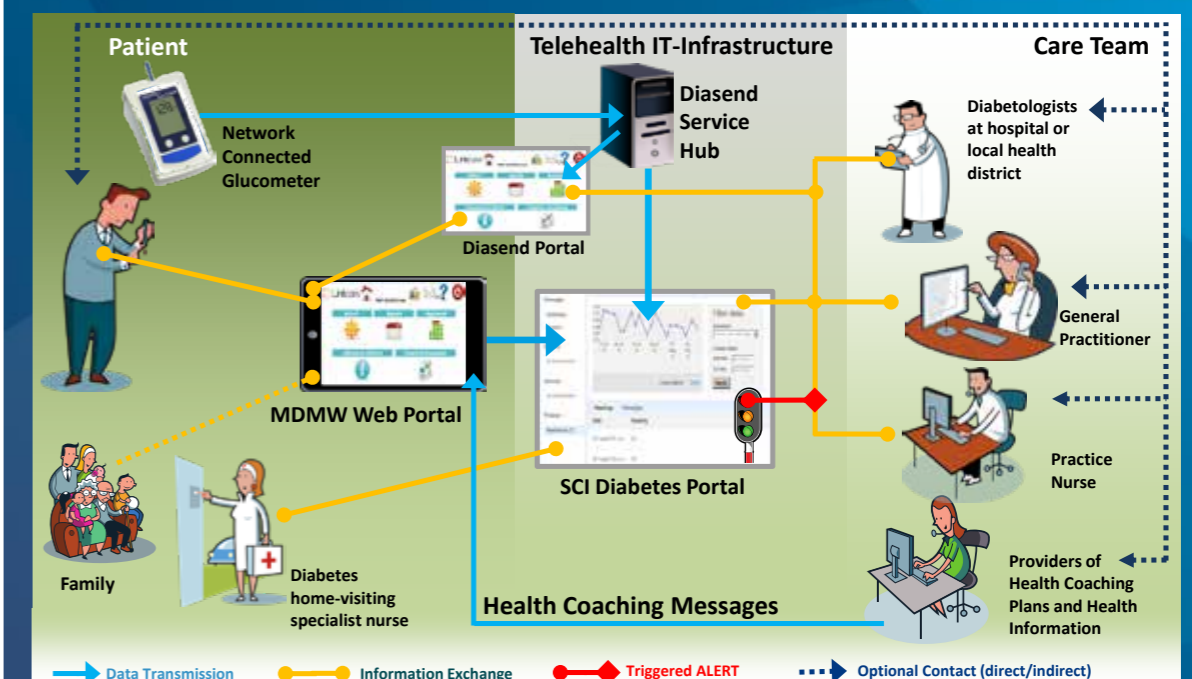 Patient
Telehealth IT-Infrastructure
Care Team
Network
Connected
Glucometer
Diasend
Service
Hub
Diabetologists
at hospital or
local health
district
Diasend Portal
General
Practitioner
MDMW Web Portal
SCI Diabetes Portal
Practice
Nurse
Family
Diabetes
home-visiting
specialist nurse
Health Coaching Messages
Providers of
Health Coaching
Plans and Health
Information
Data Transmission
Information Exchange
Triggered ALERT
Optional Contact (direct/indirect)